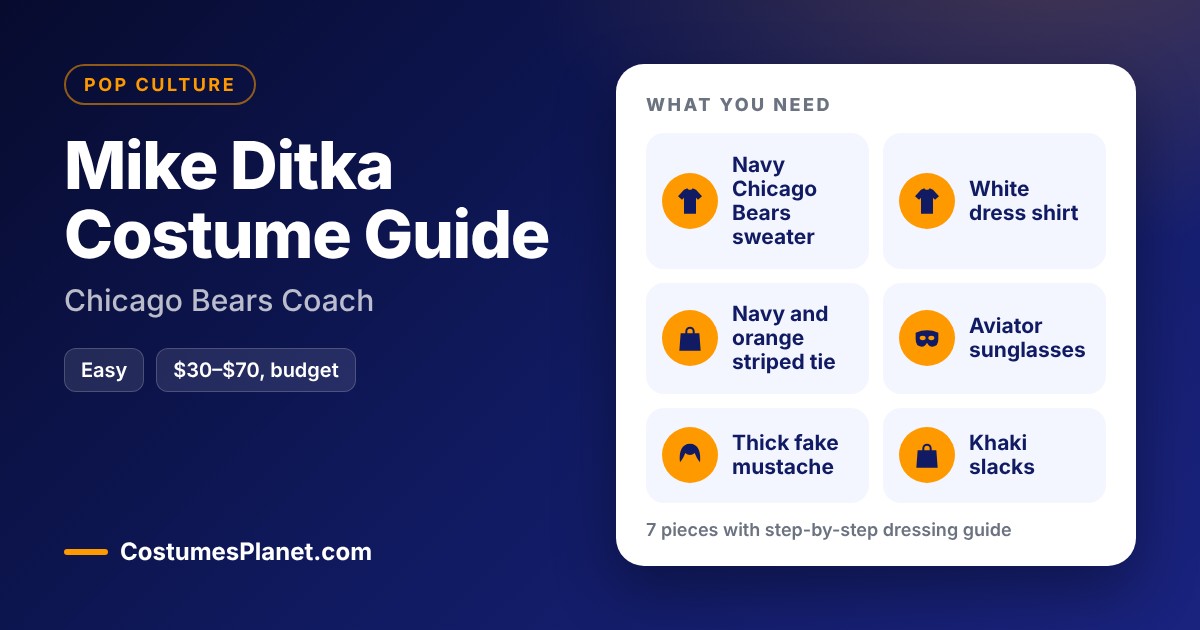 POP CULTURE
Mike Ditka
Costume Guide
Chicago Bears Coach
Easy
$30–$70, budget
CostumesPlanet.com
WHAT YOU NEED
Navy
Chicago
Bears
sweater
White
dress shirt
Navy and
orange
striped tie
Aviator
sunglasses
Thick fake
mustache
Khaki
slacks
7 pieces with step-by-step dressing guide